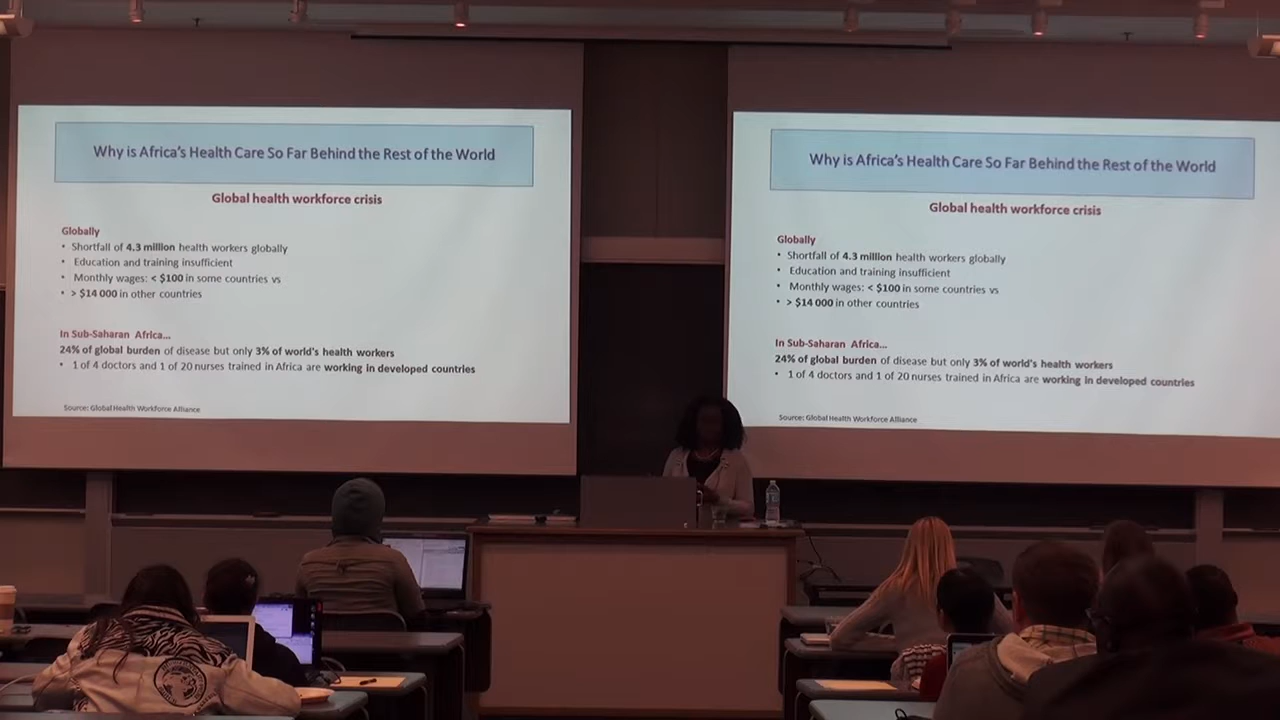 Why is Africa's Health Care So Far Behind the Rest of the World
Global health workforce crisis
Globally
• Shortfall of 4.3 million health workers globally
• Education and training insufficient
• Monthly wages: < $100 in some countries vs
• > $14 000 in other countries
In Sub-Saharan Africa...
24% of global burden of disease but only 3% of world's health workers
• 1 of 4 doctors and 1 of 20 nurses trained in Africa are working in developed countries
Source: Global Health Workforce Alliance
Why is Africa's Health Care So Far Behind the Rest of the World
Global health workforce crisis
Globally
• Shortfall of 4.3 million health workers globally
• Education and training insufficient
• Monthly wages: < $100 in some countries vs
• > $14 000 in other countries
In Sub-Saharan Africa...
24% of global burden of disease but only 3% of world's health workers
• 1 of 4 doctors and 1 of 20 nurses trained in Africa are working in developed countries
Source: Global Health Workforce Alliance